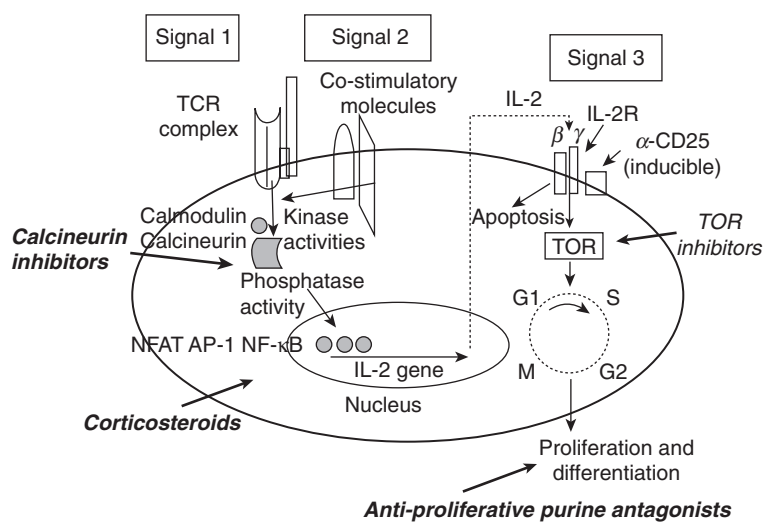 Signal 1
Signal 2
Signal 3
TCR
complex
Co-stimulatory
molecules
IL-2
IL-2R
β γ
α-CD25
(inducible)
Calmodulin
Calcineurin
Kinase
activities
Apoptosis
TOR
TOR
inhibitors
Calcineurin
inhibitors
Phosphatase
activity
G1 S
M G2
NFAT AP-1 NF-κB
IL-2 gene
Nucleus
Corticosteroids
Proliferation and
differentiation
Anti-proliferative purine antagonists